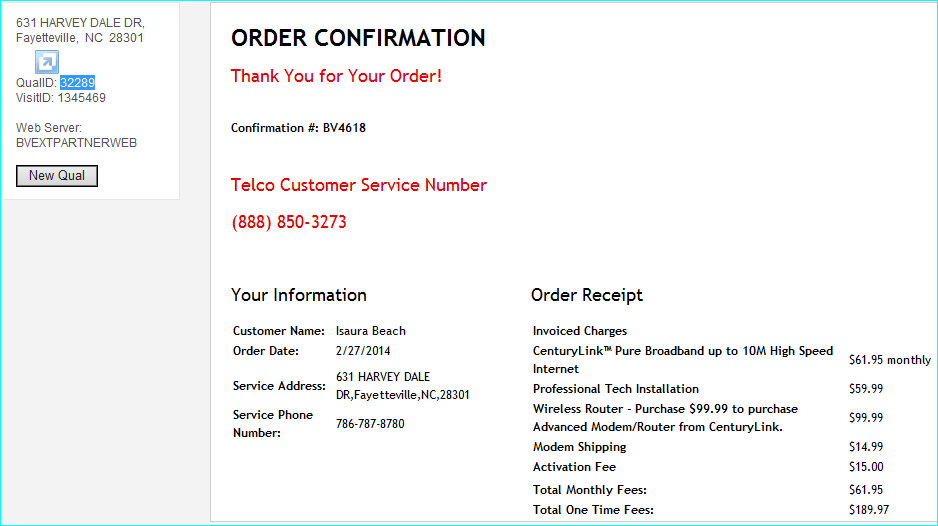 631 HARVEY DALE DR,
Fayetteville, NC 28301
QualID: 32289
VisitID: 1345469
Web Server:
BVEXTPARTNERWEB
New Qual
ORDER CONFIRMATION
Thank You for Your Order!
Confirmation #: BV4618
Telco Customer Service Number
(888) 850-3273
Your Information
Customer Name: Isaura Beach
Order Date: 2/27/2014
Service Address: 631 HARVEY DALE
DR,Fayetteville,NC,28301
Service Phone
Number: 786-787-8780
Order Receipt
Invoiced Charges
CenturyLink™ Pure Broadband up to 10M High Speed
Internet $61.95 monthly
Professional Tech Installation $59.99
Wireless Router - Purchase $99.99 to purchase
Advanced Modem/Router from CenturyLink. $99.99
Modem Shipping $14.99
Activation Fee $15.00
Total Monthly Fees: $61.95
Total One Time Fees: $189.97